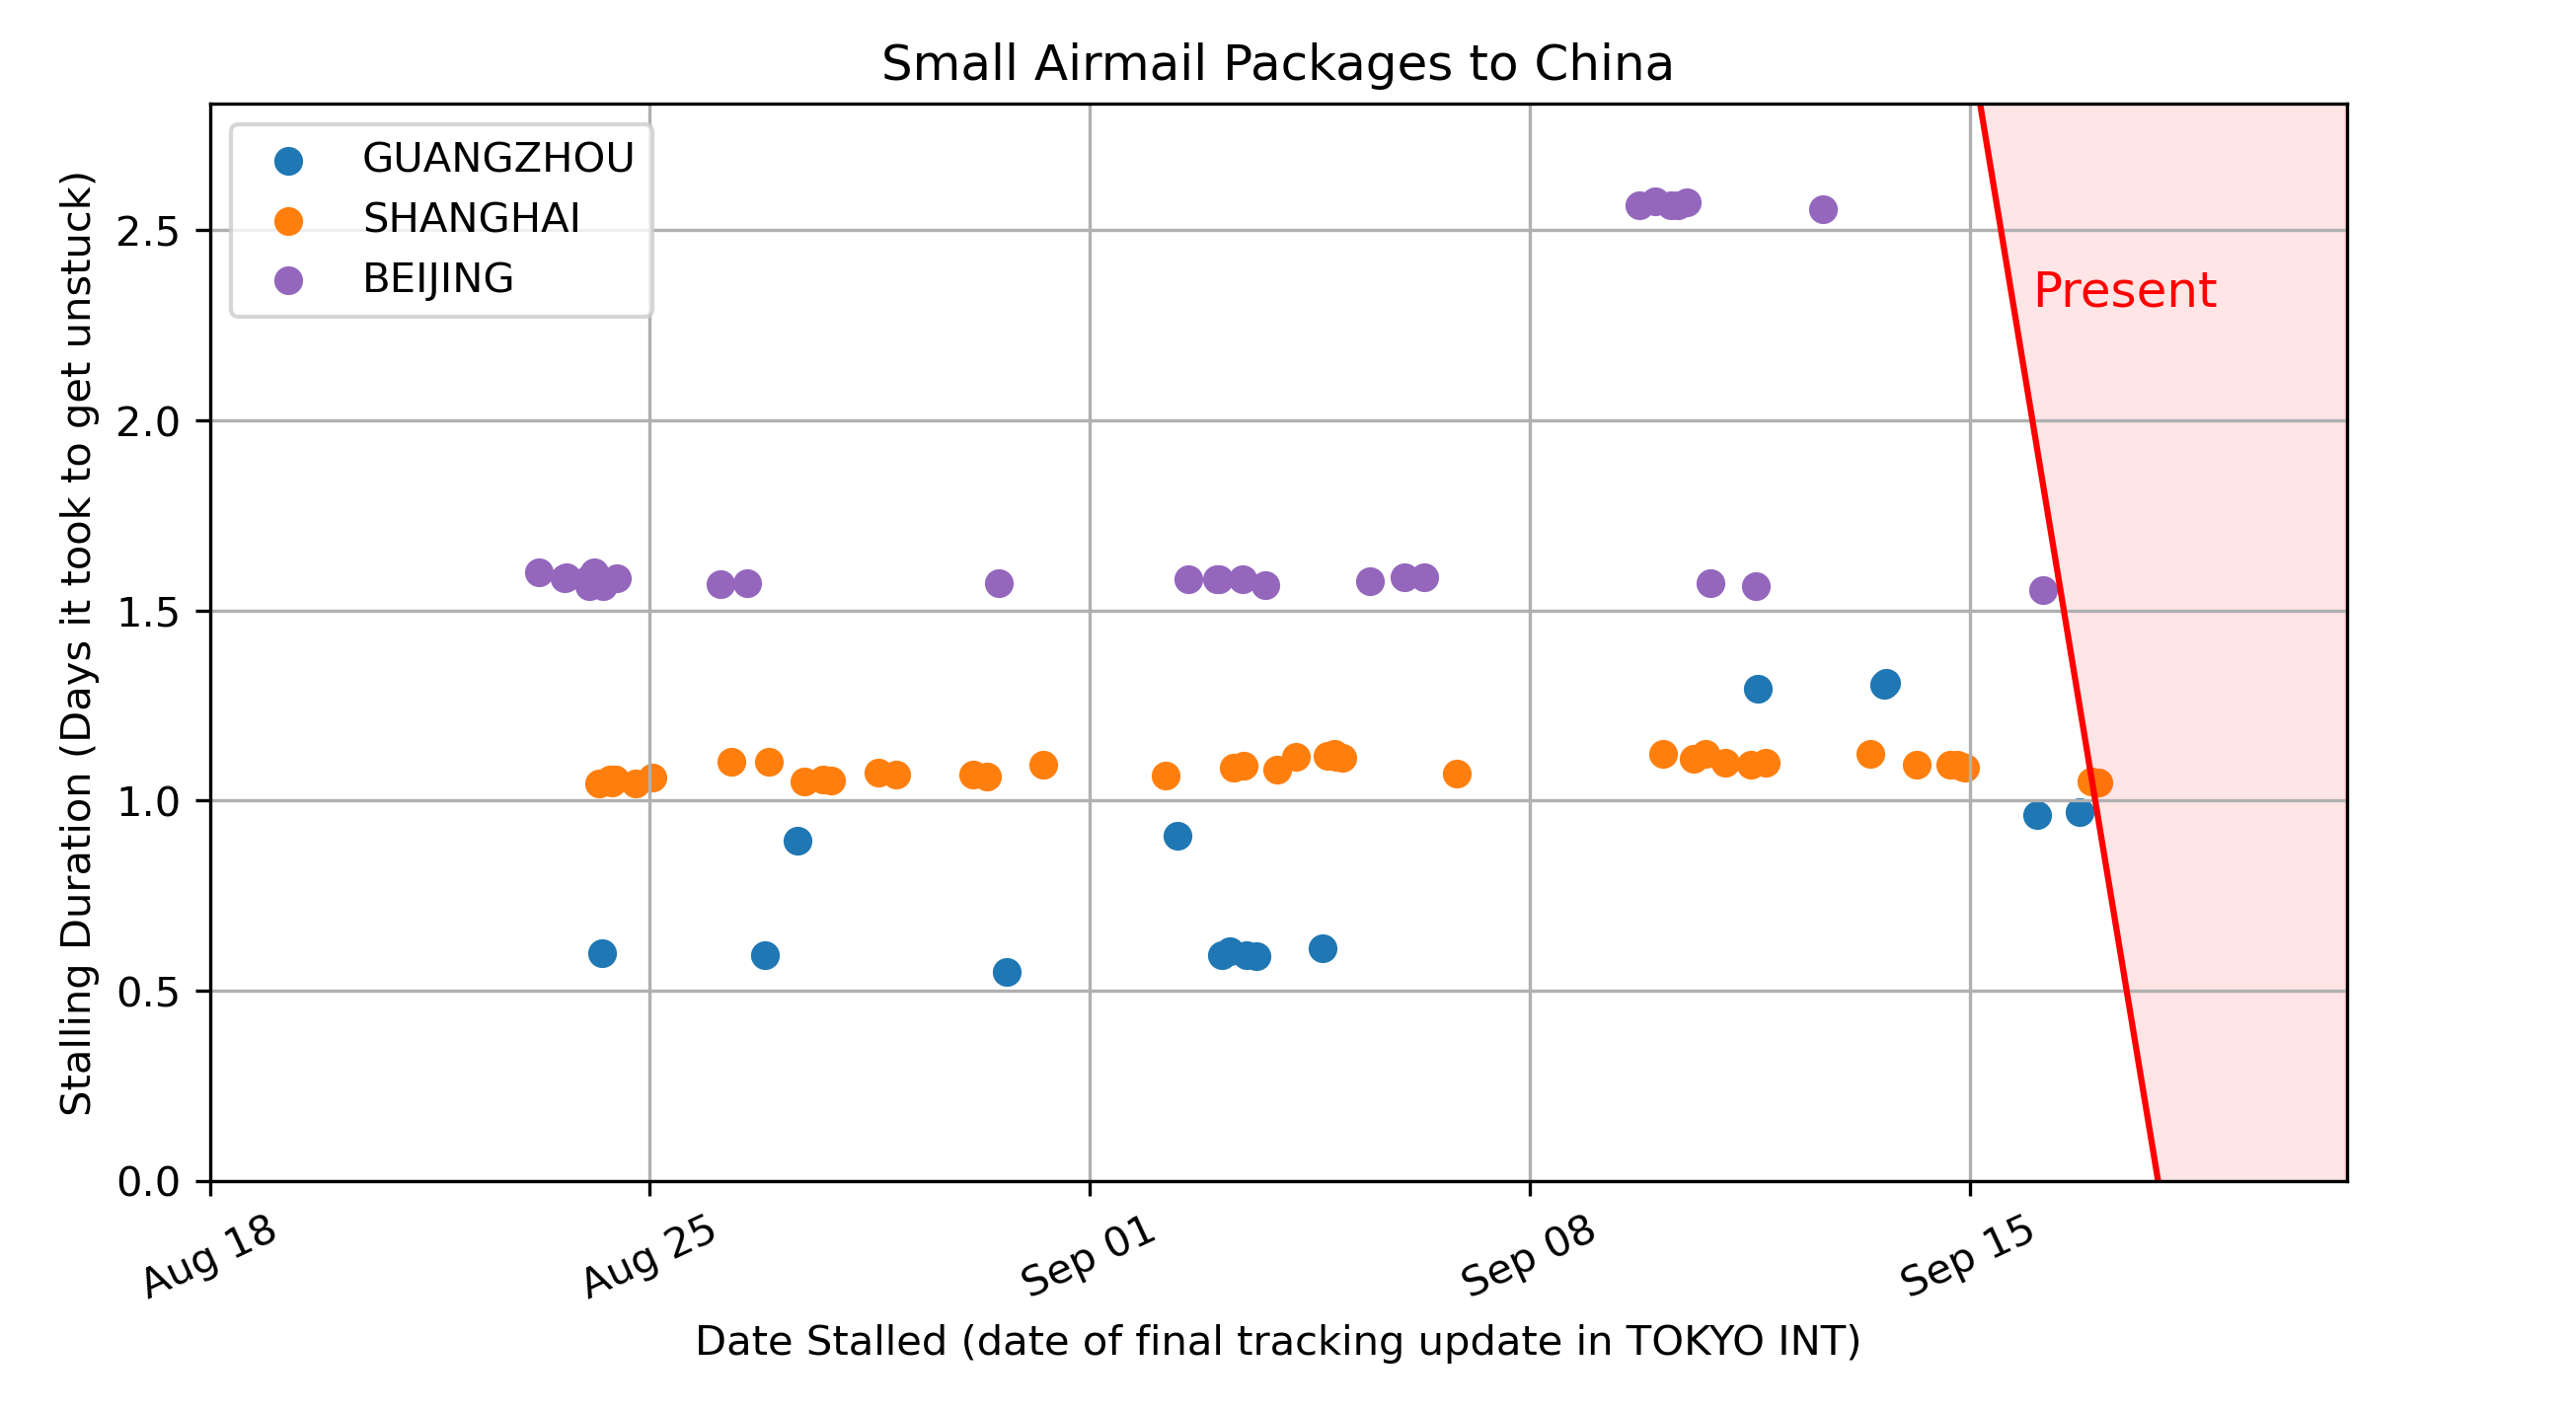 Small Airmail Packages to China
GUANGZHOU
SHANGHAI
BEIJING
Present
Stalling Duration (Days it took to get unstuck)
2.5
2.0
1.5
1.0
0.5
0.0
Aug 18
Aug 25
Sep 01
Sep 08
Sep 15
Date Stalled (date of final tracking update in TOKYO INT)